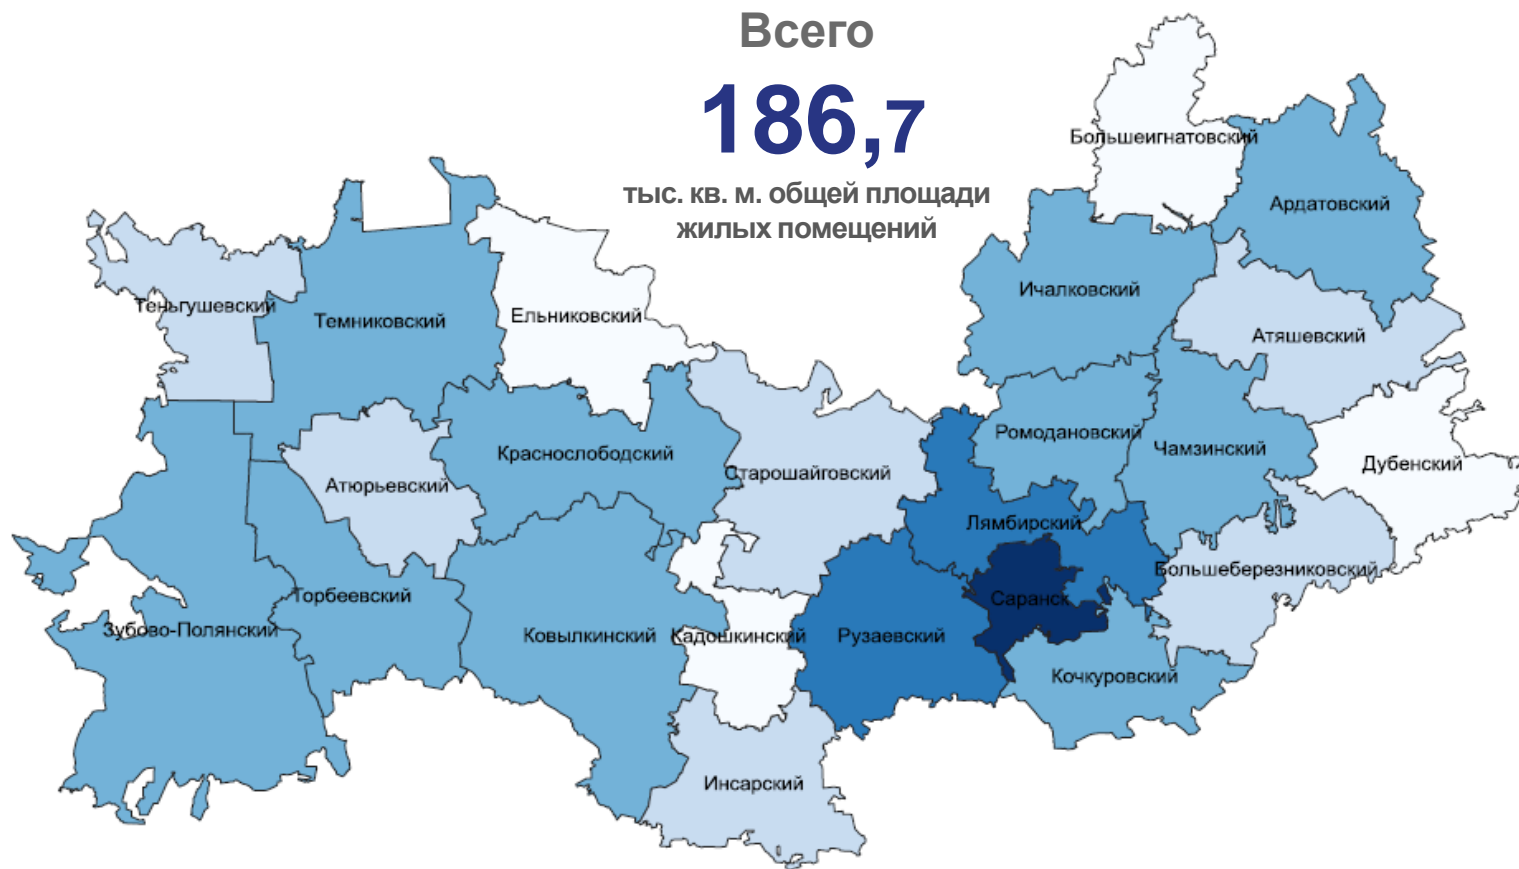 Всего
186,7
тыс. кв. м. общей площади
жилых помещений
Большеигнатовский
Ардатовский
Ичалковский
Теньгушевский
Темниковский
Ельниковский
Атяшевский
Ромодановский
Чамзинский
Краснослободский
Дубенский
Старошайговский
Атюрьевский
Лямбирский
Большеберезниковский
Торбеевский
Саранск
Зубово-Полянский
Ковылкинский
Кадошкинский
Рузаевский
Кочкуровский
Инсарский